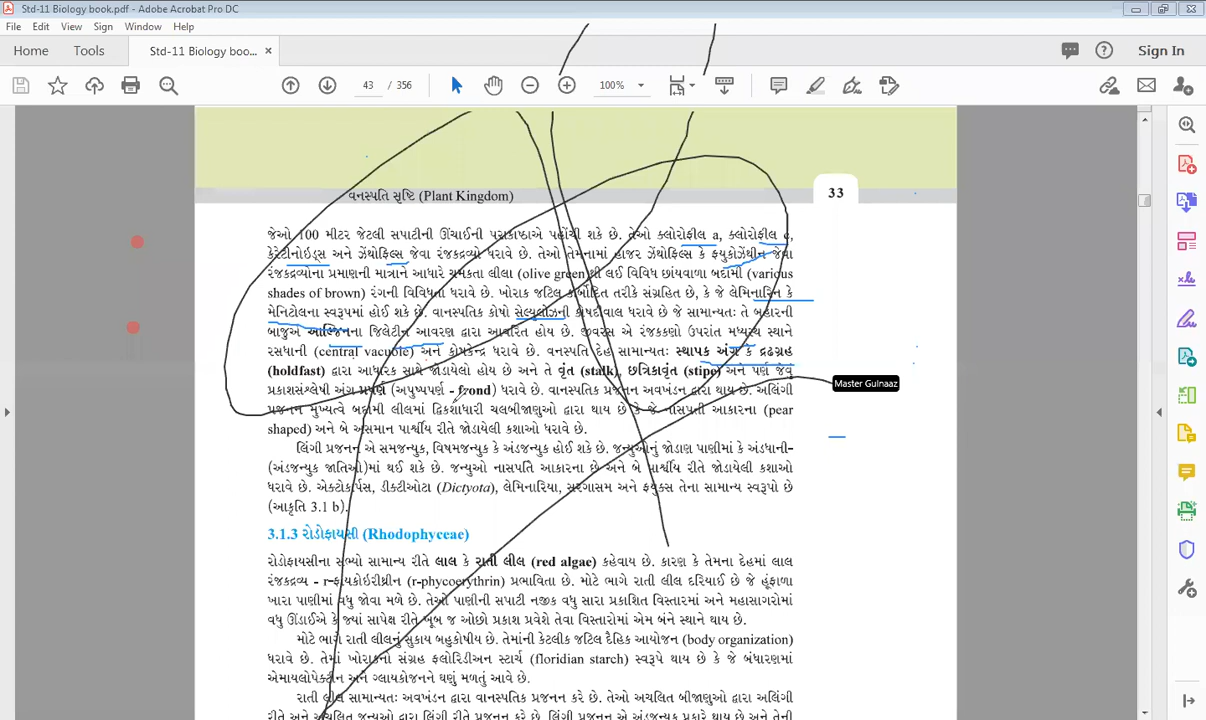 Std-11 Biology book.pdf - Adobe Acrobat Pro DC
File Edit View Sign Window Help
Home Tools Std-11 Biology boo... × Sign In
43 / 356 100%
વનસ્પતિ સૃષ્ટિ (Plant Kingdom) 33
જેઓ 100 મીટર જેટલી સપાટીની ઊંચાઈની પરાકાષ્ઠાએ પહોંચી શકે છે. તેઓ ક્લોરોફીલ a, ક્લોરોફીલ c,
કેરેટીનોઇડ્સ અને ઝેંથોફિલ્સ જેવા રંજકદ્રવ્યો ધરાવે છે. તેઓ તેમનામાં હાજર ઝેંથોફિલ્સ કે ફ્યુકોઝેંથીન જેવા
રંજકદ્રવ્યોના પ્રમાણની માત્રાને આધારે ચમકતા લીલા (olive green)થી લઈ વિવિધ છાંયવાળા બદામી (various
shades of brown) રંગની વિવિધતા ધરાવે છે. ખોરાક જટિલ કાર્બોદિત તરીકે સંગ્રહિત છે, કે જે લેમિનારિન કે
મેનિટોલના સ્વરૂપમાં હોઈ શકે છે. વાનસ્પતિક કોષો સેલ્યુલોઝની કોષદીવાલ ધરાવે છે જે સામાન્યતઃ તે બહારની
બાજુએ આલ્જિનના જિલેટીન આવરણ દ્વારા આવરિત હોય છે. જીવરસ એ રંજકકણો ઉપરાંત મધ્યસ્થ સ્થાને
રસધાની (central vacuole) અને કોષકેન્દ્ર ધરાવે છે. વનસ્પતિ દેહ સામાન્યતઃ સ્થાપક અંગ કે દ્રઢગ્રહ
(holdfast) દ્વારા આધારક સાથે જોડાયેલો હોય છે અને તે વૃંત (stalk), છત્રિકાવૃંત (stipe) અને પર્ણ જેવું
પ્રકાશસંશ્લેષી અંગ પ્રપર્ણ (અપુષ્પપર્ણ - frond) ધરાવે છે. વાનસ્પતિક પ્રજનન અવખંડન દ્વારા થાય છે. અલિંગી
પ્રજનન મુખ્યત્વે બદામી લીલમાં દ્વિકશાધારી ચલબીજાણુઓ દ્વારા થાય છે કે જે નાસપતી આકારના (pear
shaped) અને બે અસમાન પાર્શ્વીય રીતે જોડાયેલી કશાઓ ધરાવે છે.
લિંગી પ્રજનન એ સમજન્યુક, વિષમજન્યુક કે અંડજન્યુક હોઈ શકે છે. જન્યુઓનું જોડાણ પાણીમાં કે અંડધાની-
(અંડજન્યુક જાતિઓ)માં થઈ શકે છે. જન્યુઓ નાસપતિ આકારના છે અને બે પાર્શ્વીય રીતે જોડાયેલી કશાઓ
ધરાવે છે. એક્ટોકાર્પસ, ડીક્ટીઓટા (Dictyota), લેમિનારિયા, સરગાસમ અને ફ્યુક્સ તેના સામાન્ય સ્વરૂપો છે
(આકૃતિ 3.1 b).
3.1.3 રોડોફાયસી (Rhodophyceae)
રોડોફાયસીના સભ્યો સામાન્ય રીતે લાલ કે રાતી લીલ (red algae) કહેવાય છે. કારણ કે તેમના દેહમાં લાલ
રંજકદ્રવ્ય - r-ફાયકોઇરીથ્રીન (r-phycoerythrin) પ્રભાવિતા છે. મોટે ભાગે રાતી લીલ દરિયાઈ છે જે હૂંફાળા
ખારા પાણીમાં વધુ જોવા મળે છે. તેઓ પાણીની સપાટી નજીક વધુ સારા પ્રકાશિત વિસ્તારમાં અને મહાસાગરોમાં
વધુ ઊંડાઈએ કે જ્યાં સાપેક્ષ રીતે ખૂબ જ ઓછો પ્રકાશ પ્રવેશે તેવા વિસ્તારોમાં એમ બંને સ્થાને થાય છે.
મોટે ભાગે રાતી લીલનું સુકાય બહુકોષીય છે. તેમાંની કેટલીક જટિલ દૈહિક આયોજન (body organization)
ધરાવે છે. તેમાં ખોરાકનો સંગ્રહ ફ્લોરિડીઅન સ્ટાર્ચ (floridian starch) સ્વરૂપે થાય છે કે જે બંધારણમાં
એમાયલોપેક્ટીન અને ગ્લાયકોજનને ઘણું મળતું આવે છે.
રાતી લીલ સામાન્યતઃ અવખંડન દ્વારા વાનસ્પતિક પ્રજનન કરે છે. તેઓ અચલિત બીજાણુઓ દ્વારા અલિંગી
રીતે અને અચલિત જન્યુઓ દ્વારા લિંગી રીતે પ્રજનન કરે છે. લિંગી પ્રજનન એ અંડજન્યુક પ્રકારે થાય છે અને તેની
Master Gulnaaz